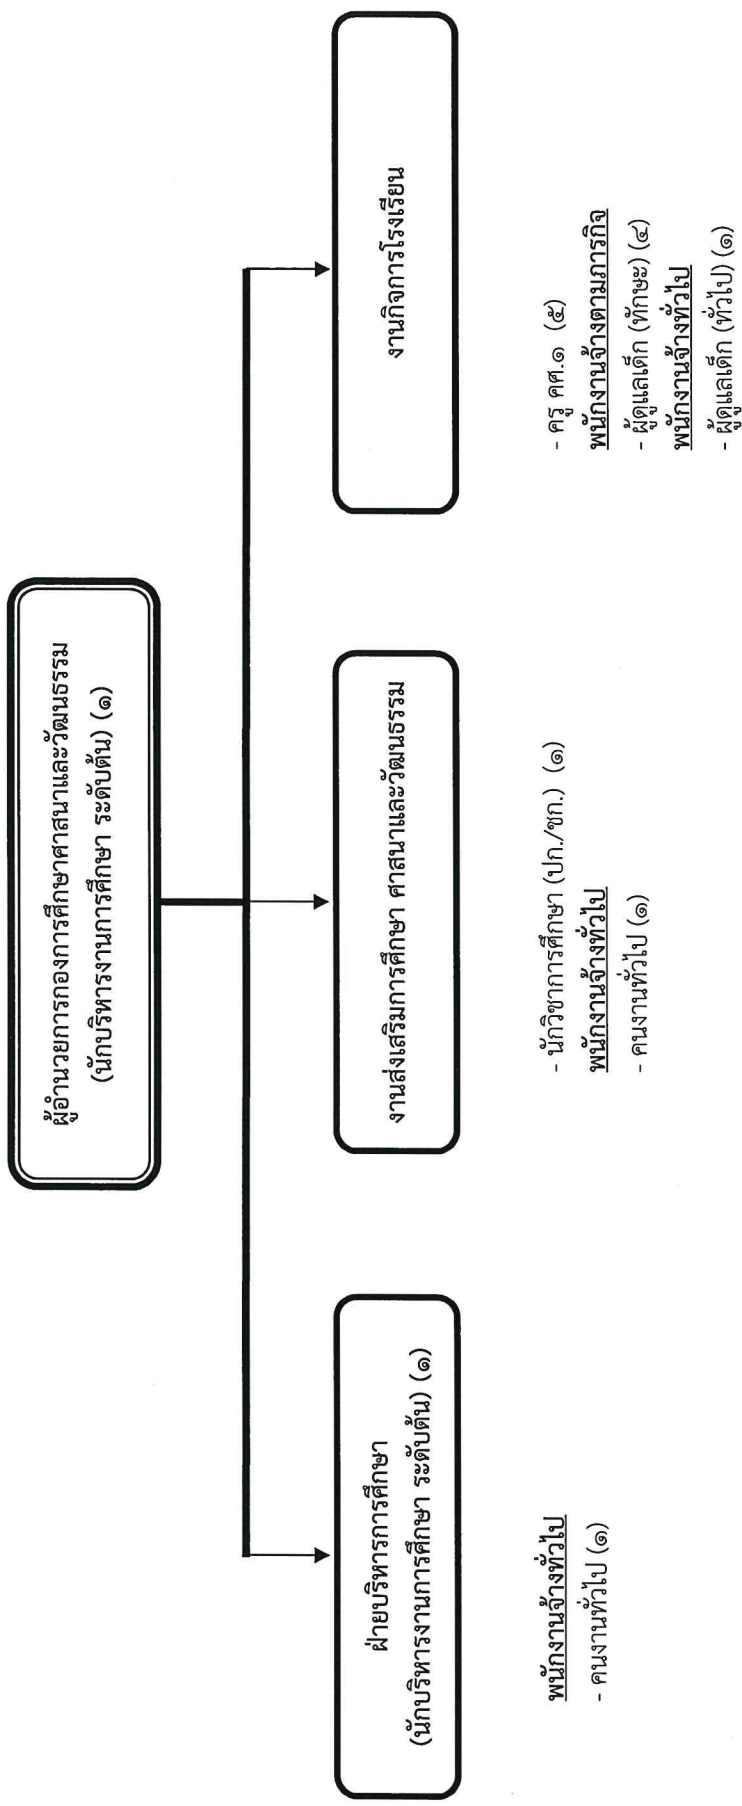 ผู้อำนวยการกองการศึกษาศาสนาและวัฒนธรรม
(นักบริหารงานการศึกษา ระดับต้น) (๑)
ฝ่ายบริหารการศึกษา
(นักบริหารงานการศึกษา ระดับต้น) (๑)
พนักงานจ้างทั่วไป
- คนงานทั่วไป (๑)
งานส่งเสริมการศึกษา ศาสนาและวัฒนธรรม
- นักวิชาการศึกษา (ปก./ชก.) (๑)
พนักงานจ้างทั่วไป
- คนงานทั่วไป (๑)
งานกิจการโรงเรียน
- ครู คศ.๑ (๕)
พนักงานจ้างตามภารกิจ
- ผู้ดูแลเด็ก (ทักษะ) (๔)
พนักงานจ้างทั่วไป
- ผู้ดูแลเด็ก (ทั่วไป) (๑)